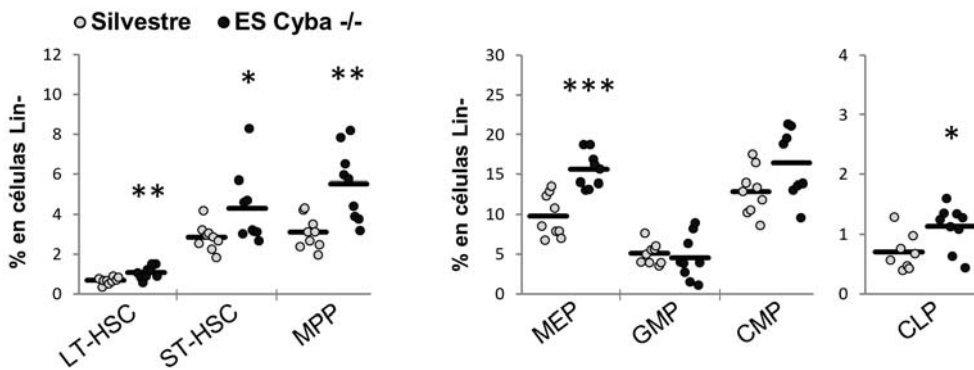 Silvestre ES Cyba -/-
% en células Lin-
12
10
8
6
4
2
0
**
*
**
LT-HSC
ST-HSC
MPP
% en células Lin-
30
25
20
15
10
5
0
***
MEP
GMP
CMP
4
3
2
1
0
*
CLP